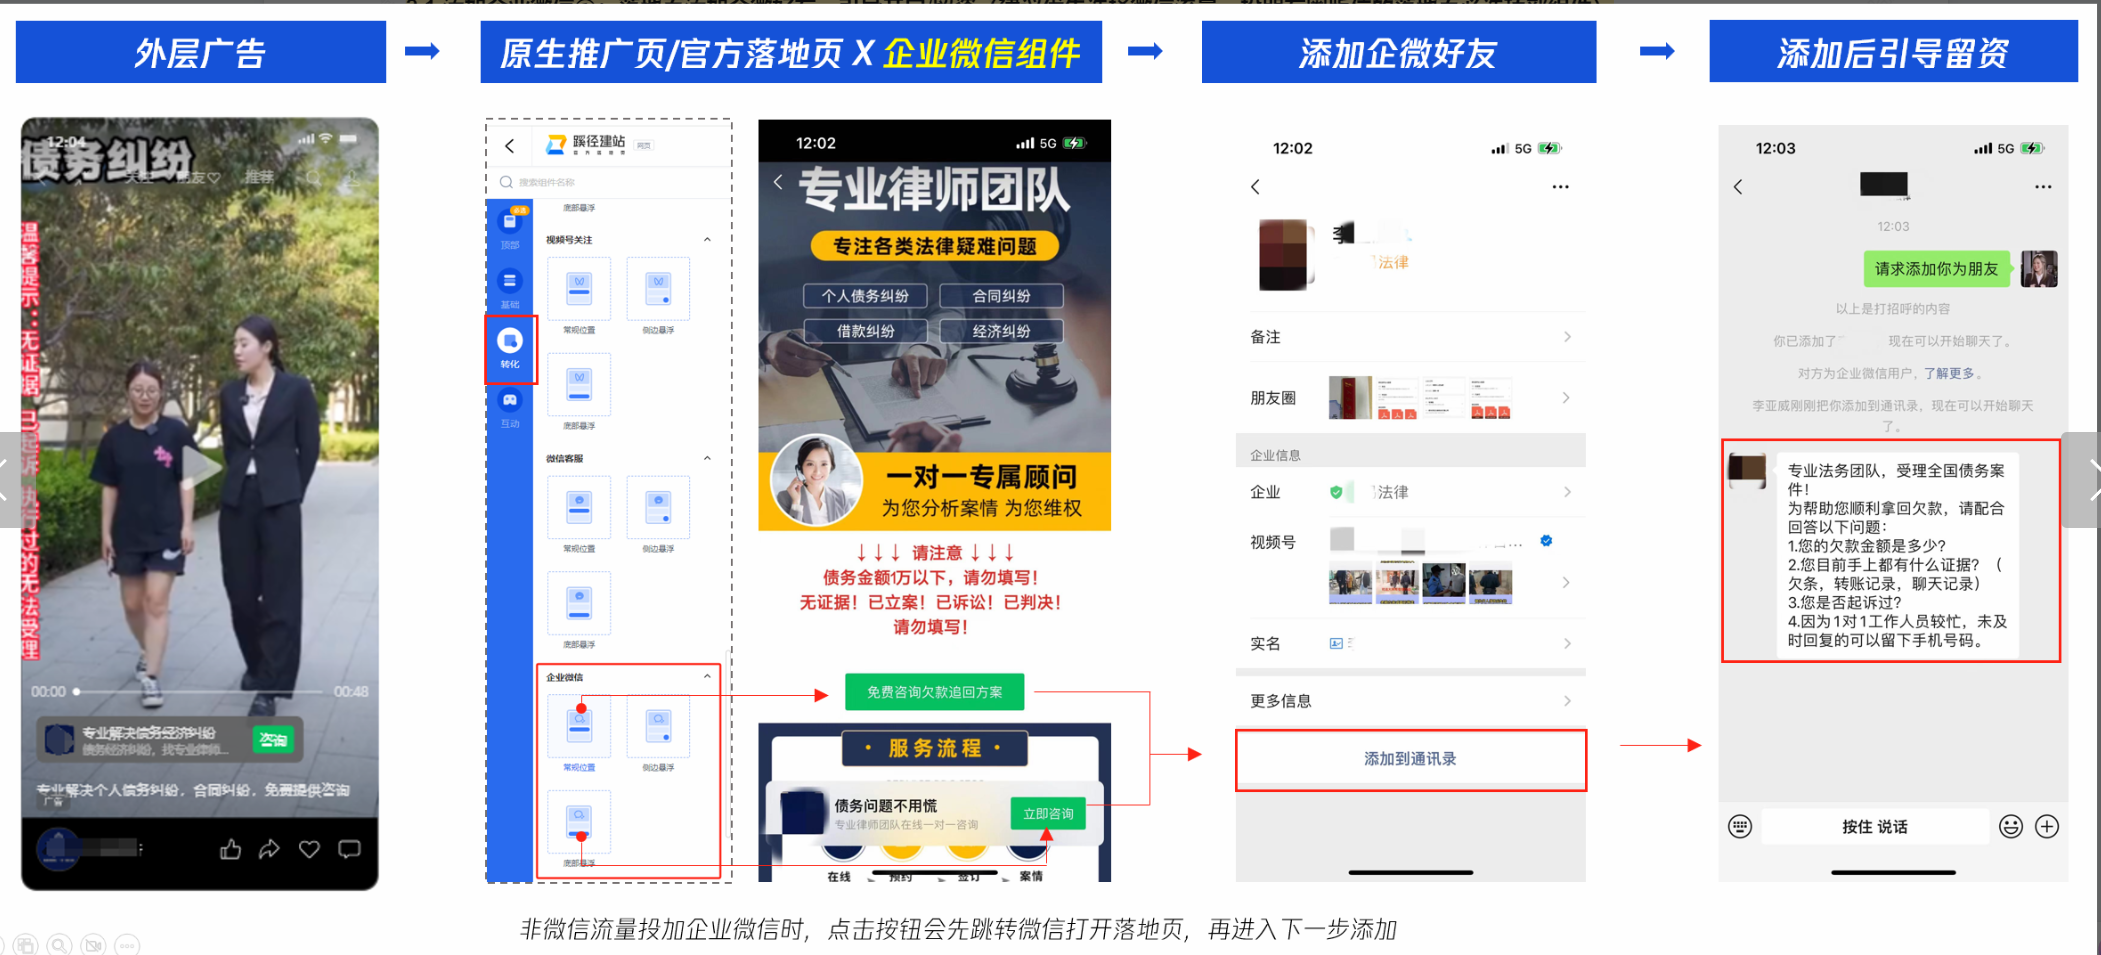 外层广告
原生推广页/官方落地页 X 企业微信组件
添加企微好友
添加后引导留资
12:04
债务纠纷
推荐
温馨提示：无证据 已起诉 执行过的无法受理
00:00
00:48
专业解决债务经济纠纷
债务经济纠纷，找专业律师...
咨询
专业解决个人债务纠纷，合同纠纷，免费提供咨询
广告
蹊径建站
搜索组件名称
底部悬浮
顶部
基础
转化
互动
视频号关注
常规位置
侧边悬浮
底部悬浮
微信客服
常规位置
侧边悬浮
底部悬浮
企业微信
常规位置
侧边悬浮
底部悬浮
12:02
5G
专业律师团队
专注各类法律疑难问题
个人债务纠纷
合同纠纷
借款纠纷
经济纠纷
一对一专属顾问
为您分析案情 为您维权
↓↓↓ 请注意 ↓↓↓
债务金额1万以下，请勿填写！
无证据！已立案！已诉讼！已判决！
请勿填写！
免费咨询欠款追回方案
· 服务流程 ·
债务问题不用慌
专业律师团队在线一对一咨询
立即咨询
在线
预约
签订
案情
12:02
5G
法律
备注
朋友圈
企业信息
企业
法律
视频号
实名
更多信息
添加到通讯录
12:03
5G
12:03
请求添加你为朋友
以上是打招呼的内容
你已添加了
现在可以开始聊天了。
对方为企业微信用户，了解更多。
李亚威刚刚把你添加到通讯录，现在可以开始聊天
了。
专业法务团队，受理全国债务案
件！
为帮助您顺利拿回欠款，请配合
回答以下问题：
1.您的欠款金额是多少？
2.您目前手上都有什么证据？（
欠条，转账记录，聊天记录）
3.您是否起诉过？
4.因为1对1工作人员较忙，未及
时回复的可以留下手机号码。
按住 说话
非微信流量投加企业微信时，点击按钮会先跳转微信打开落地页，再进入下一步添加